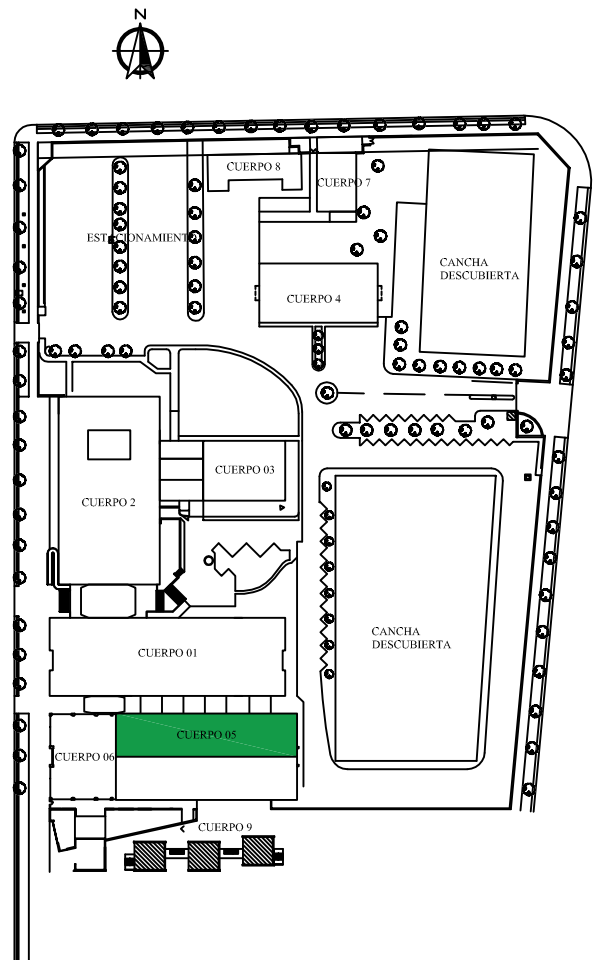 N
CUERPO 8
CUERPO 7
ESTACIONAMIENTO
CANCHA
DESCUBIERTA
CUERPO 4
CUERPO 03
CUERPO 2
CANCHA
DESCUBIERTA
CUERPO 01
CUERPO 05
CUERPO 06
CUERPO 9